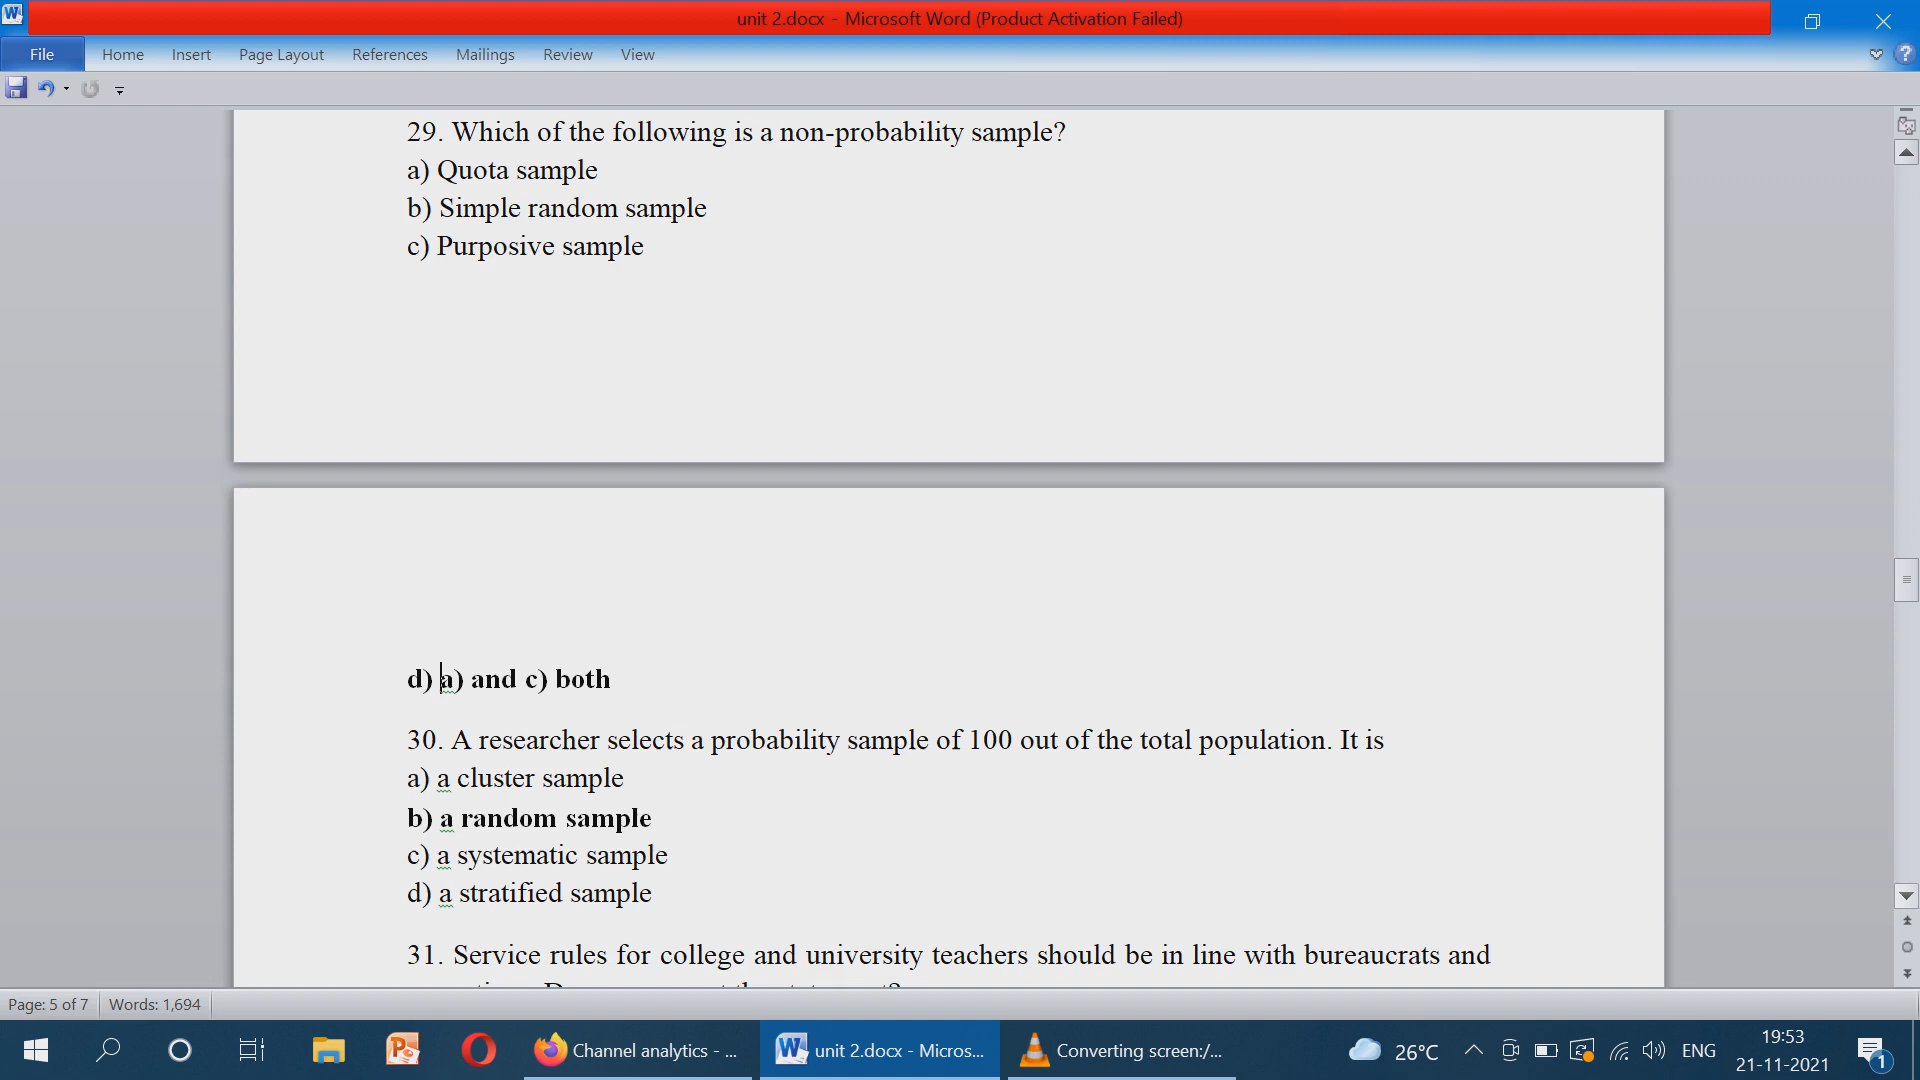 unit 2.docx - Microsoft Word (Product Activation Failed)
File Home Insert Page Layout References Mailings Review View
29. Which of the following is a non-probability sample?
a) Quota sample
b) Simple random sample
c) Purposive sample
d) a) and c) both
30. A researcher selects a probability sample of 100 out of the total population. It is
a) a cluster sample
b) a random sample
c) a systematic sample
d) a stratified sample
31. Service rules for college and university teachers should be in line with bureaucrats and
Page: 5 of 7 Words: 1,694
Channel analytics - ... unit 2.docx - Micros... Converting screen:/... 26°C ENG 19:53
21-11-2021 1